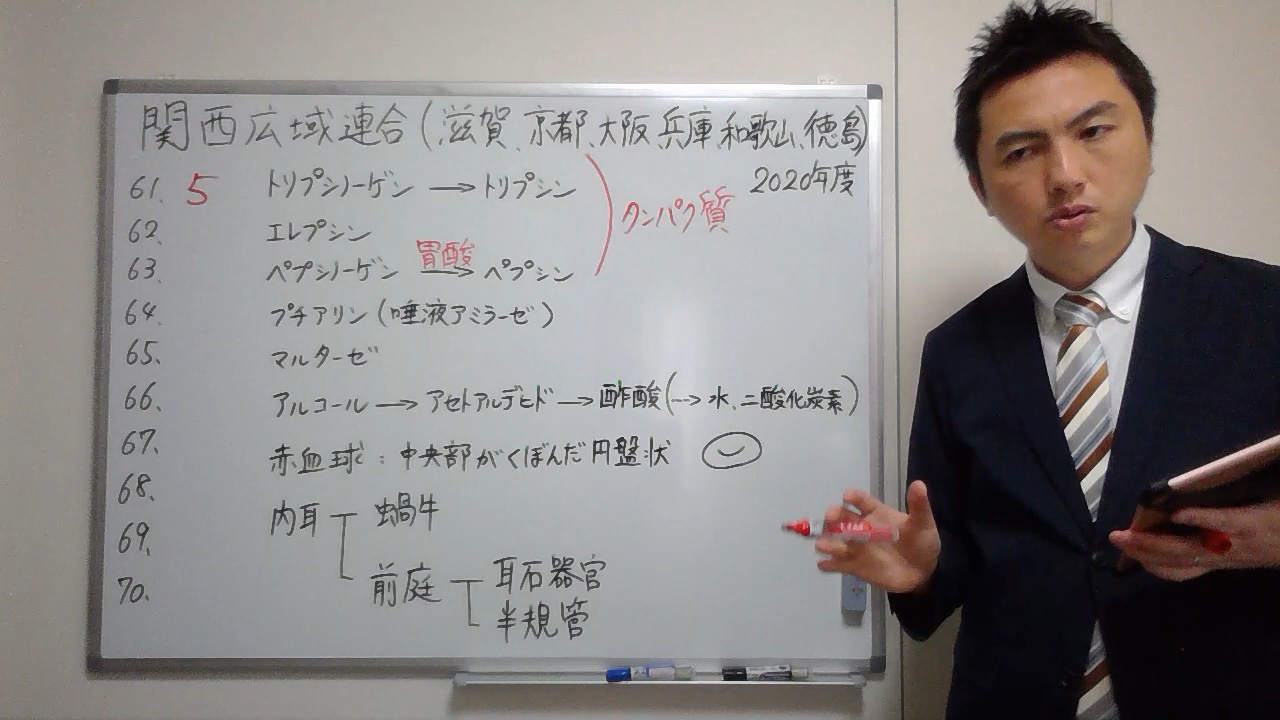 関西広域連合(滋賀、京都、大阪、兵庫、和歌山、徳島)
2020年度
61. 5 トリプシノーゲン → トリプシン
タンパク質
62. エレプシン
胃酸
63. ペプシノーゲン → ペプシン
64. プチアリン(唾液アミラーゼ)
65. マルターゼ
66. アルコール → アセトアルデヒド → 酢酸(--→ 水、二酸化炭素)
67. 赤血球：中央部がくぼんだ円盤状
68.
内耳 蝸牛
69.
前庭 耳石器官
70.
半規管